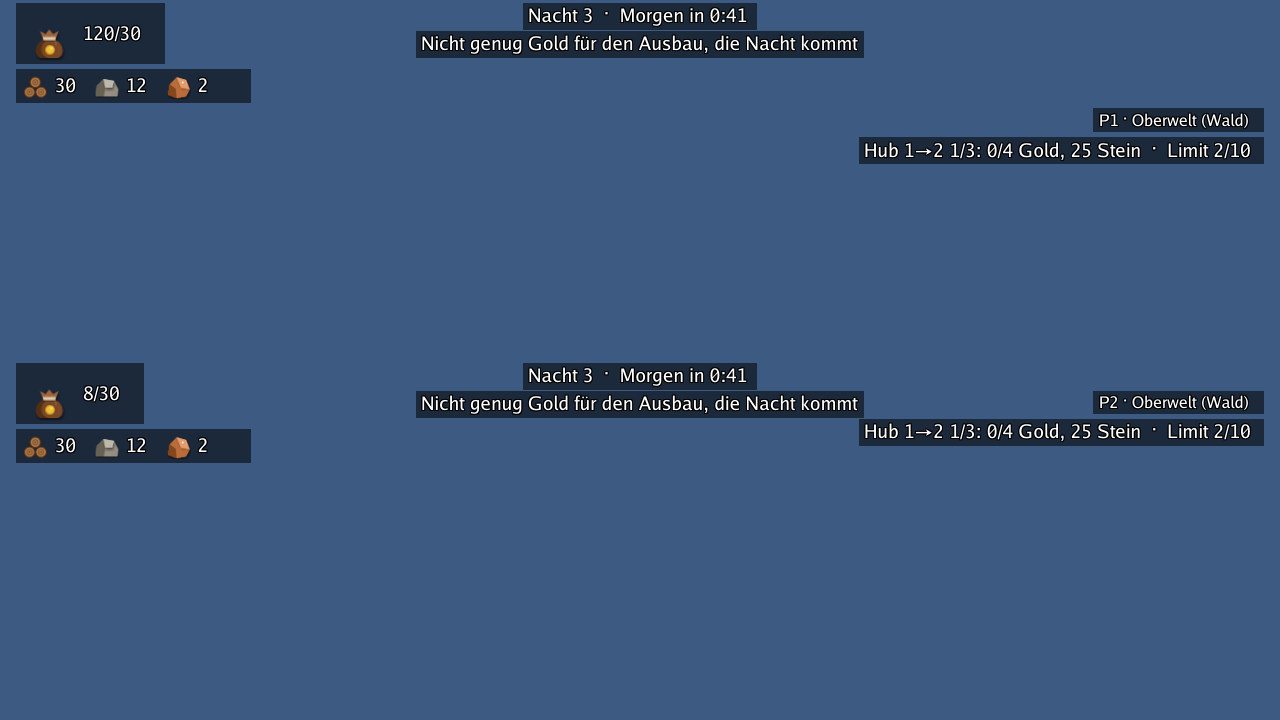 120/30
Nacht 3 · Morgen in 0:41
Nicht genug Gold für den Ausbau, die Nacht kommt
30 12 2
P1 · Oberwelt (Wald)
Hub 1→2 1/3: 0/4 Gold, 25 Stein · Limit 2/10
8/30
Nacht 3 · Morgen in 0:41
Nicht genug Gold für den Ausbau, die Nacht kommt
P2 · Oberwelt (Wald)
Hub 1→2 1/3: 0/4 Gold, 25 Stein · Limit 2/10
30 12 2